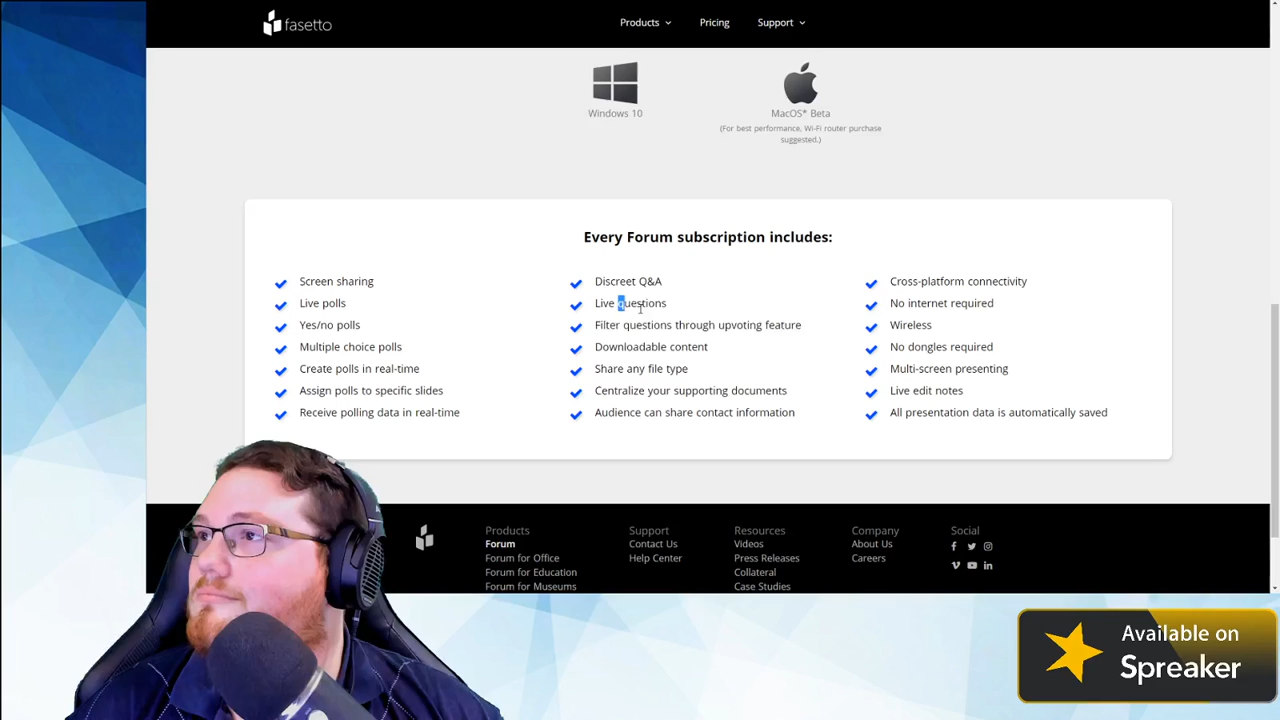 fasetto
Products
Pricing
Support
Windows 10
MacOS* Beta
(For best performance, Wi-Fi router purchase
suggested.)
Every Forum subscription includes:
Screen sharing
Live polls
Yes/no polls
Multiple choice polls
Create polls in real-time
Assign polls to specific slides
Receive polling data in real-time
Discreet Q&A
Live questions
Filter questions through upvoting feature
Downloadable content
Share any file type
Centralize your supporting documents
Audience can share contact information
Cross-platform connectivity
No internet required
Wireless
No dongles required
Multi-screen presenting
Live edit notes
All presentation data is automatically saved
Products
Forum
Forum for Office
Forum for Education
Forum for Museums
Support
Contact Us
Help Center
Resources
Videos
Press Releases
Collateral
Case Studies
Company
About Us
Careers
Social
Available on
Spreaker